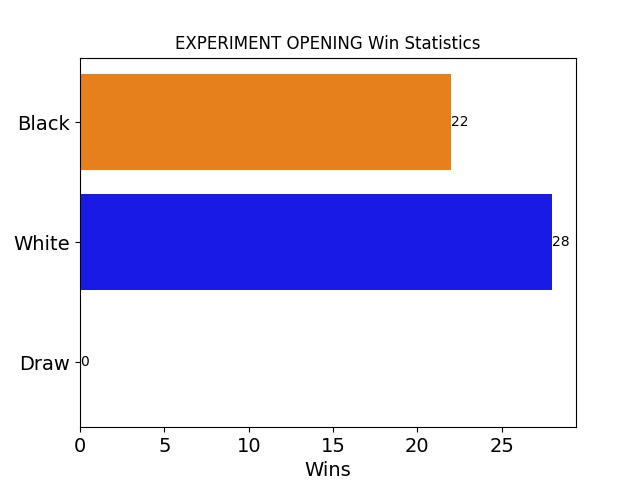 EXPERIMENT OPENING Win Statistics
Black
22
White
28
Draw
0
0 5 10 15 20 25
Wins